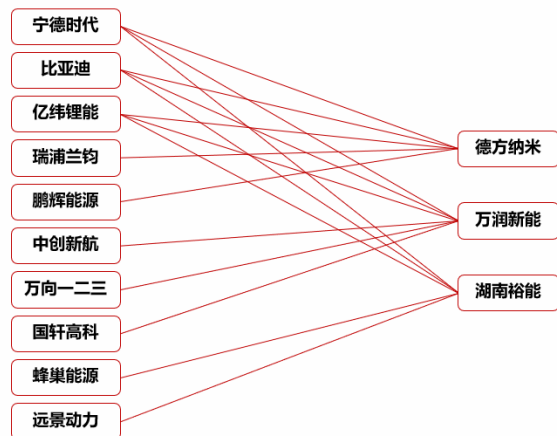 宁德时代
比亚迪
亿纬锂能
瑞浦兰钧
鹏辉能源
中创新航
万向一二三
国轩高科
蜂巢能源
远景动力
德方纳米
万润新能
湖南裕能